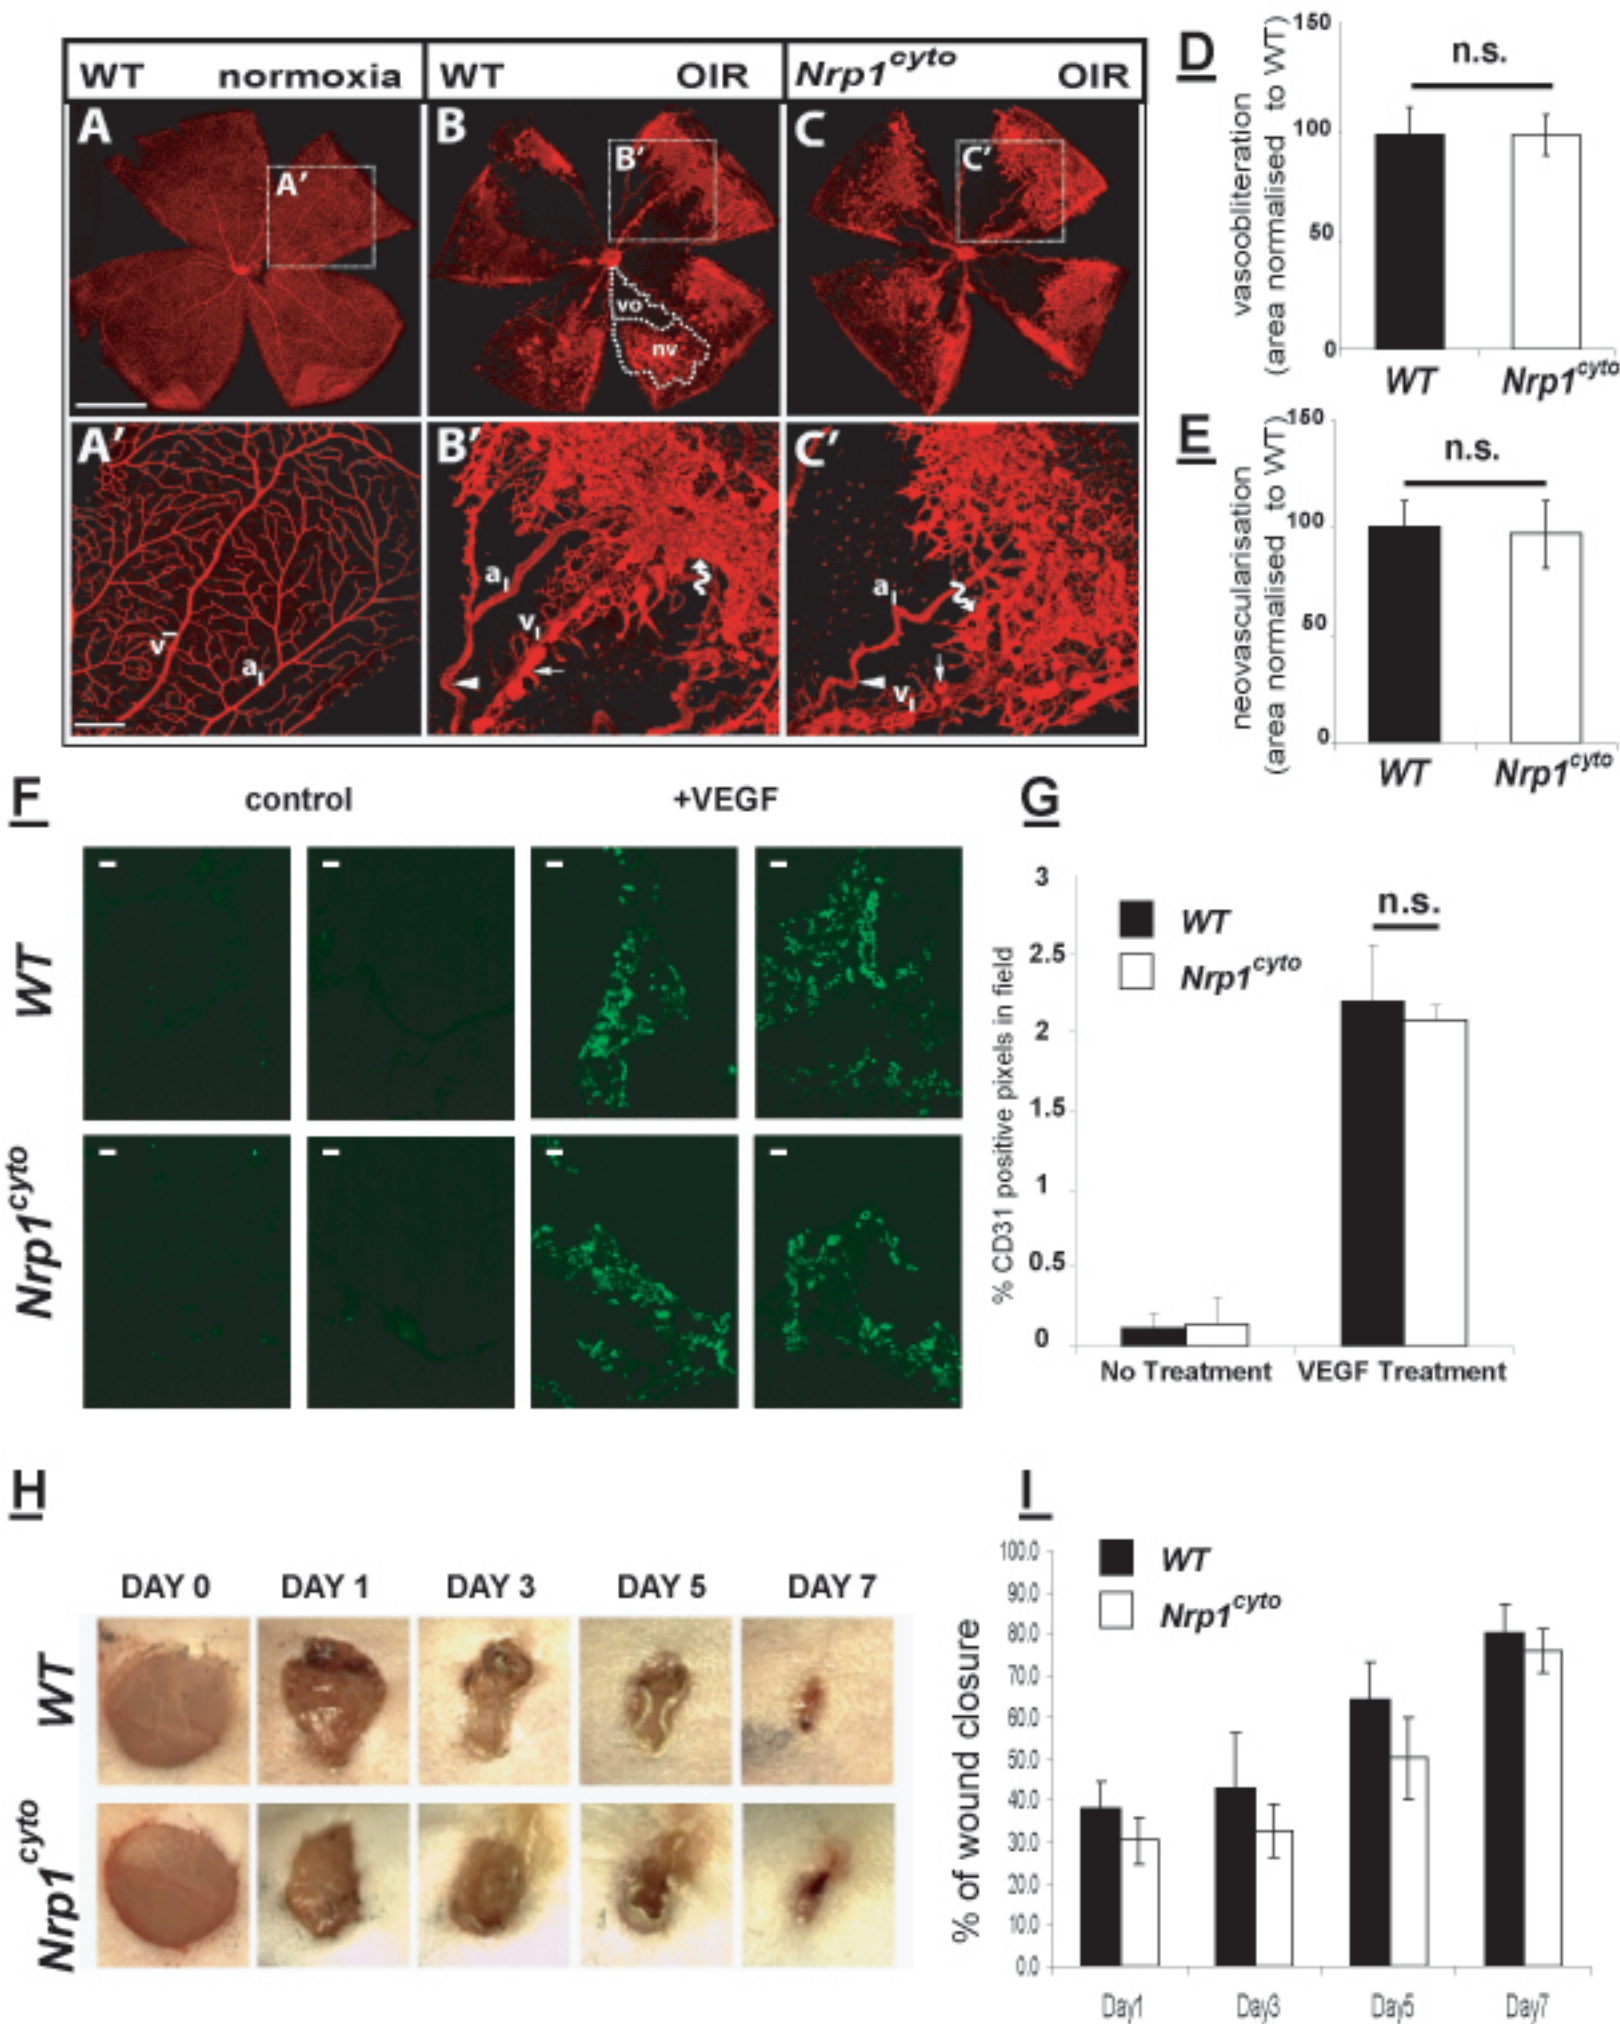 WT normoxia WT OIR Nrp1cyto OIR
A B C
A' B' C'
vo
nv
A' B' C'
v a
a v
a v
D
n.s.
vasoobliteration
(area normalised to WT)
150
100
50
0
WT Nrp1cyto
E
n.s.
neovascularisation
(area normalised to WT)
150
100
50
0
WT Nrp1cyto
F
control +VEGF
WT
Nrp1cyto
G
% CD31 positive pixels in field
3
2.5
2
1.5
1
0.5
0
WT
Nrp1cyto
n.s.
No Treatment VEGF Treatment
H
DAY 0 DAY 1 DAY 3 DAY 5 DAY 7
WT
Nrp1cyto
I
% of wound closure
100.0
90.0
80.0
70.0
60.0
50.0
40.0
30.0
20.0
10.0
0.0
WT
Nrp1cyto
Day1 Day3 Day5 Day7